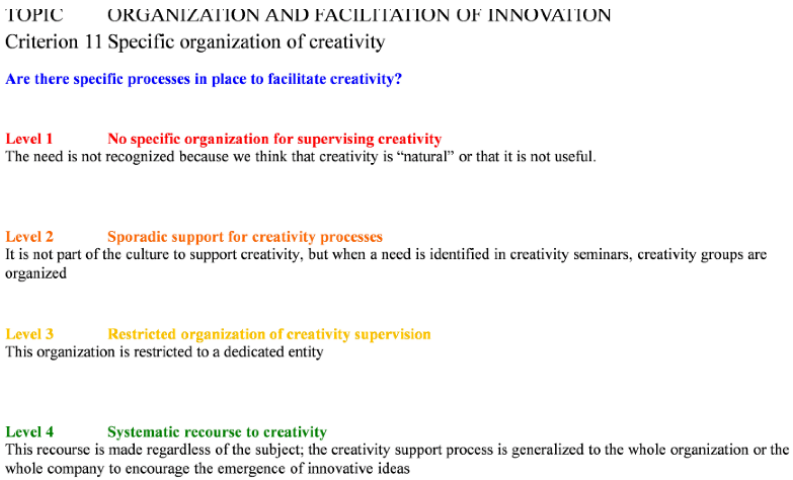 TOPIC ORGANIZATION AND FACILITATION OF INNOVATION
Criterion 11 Specific organization of creativity
Are there specific processes in place to facilitate creativity?
Level 1 No specific organization for supervising creativity
The need is not recognized because we think that creativity is “natural” or that it is not useful.
Level 2 Sporadic support for creativity processes
It is not part of the culture to support creativity, but when a need is identified in creativity seminars, creativity groups are
organized
Level 3 Restricted organization of creativity supervision
This organization is restricted to a dedicated entity
Level 4 Systematic recourse to creativity
This recourse is made regardless of the subject; the creativity support process is generalized to the whole organization or the
whole company to encourage the emergence of innovative ideas